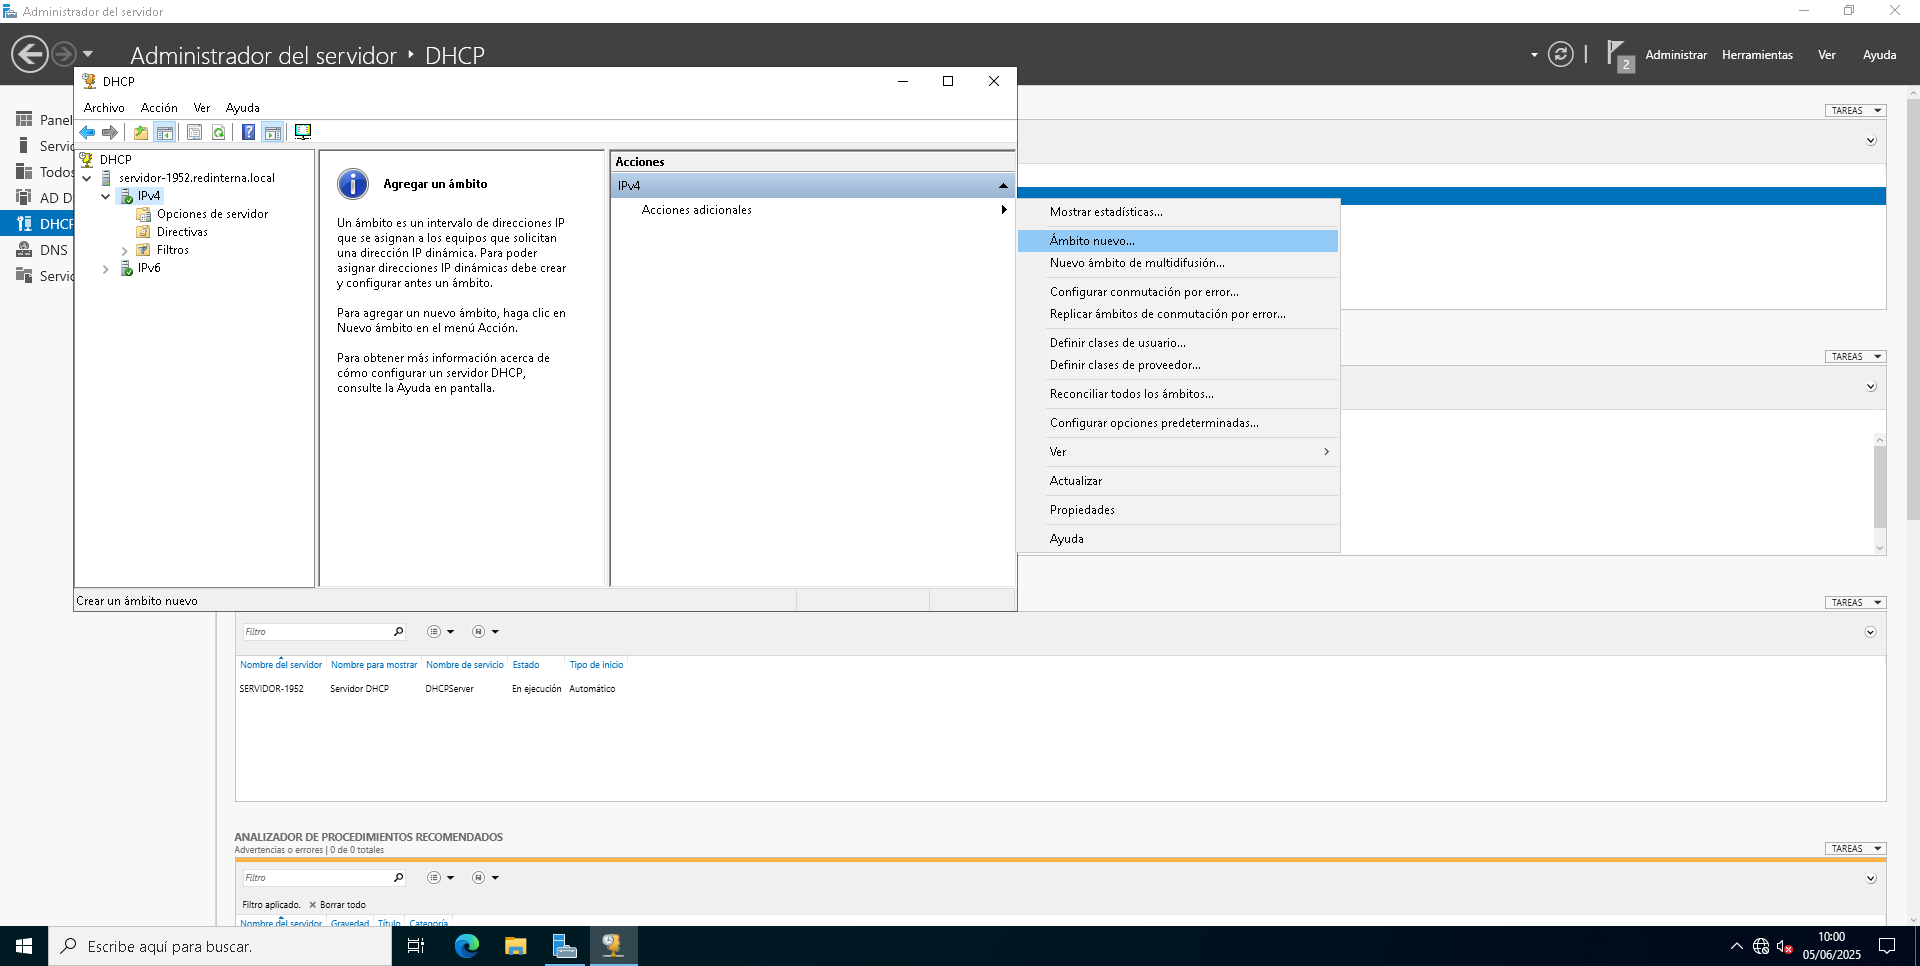 Administrador del servidor
Administrador del servidor ‣ DHCP
2
Administrar
Herramientas
Ver
Ayuda
Panel
Servic
Todos
AD D
DHCP
DNS
Servic
DHCP
Archivo
Acción
Ver
Ayuda
DHCP
servidor-1952.redinterna.local
IPv4
Opciones de servidor
Directivas
Filtros
IPv6
Agregar un ámbito
Un ámbito es un intervalo de direcciones IP
que se asignan a los equipos que solicitan
una dirección IP dinámica. Para poder
asignar direcciones IP dinámicas debe crear
y configurar antes un ámbito.
Para agregar un nuevo ámbito, haga clic en
Nuevo ámbito en el menú Acción.
Para obtener más información acerca de
cómo configurar un servidor DHCP,
consulte la Ayuda en pantalla.
Acciones
IPv4
Acciones adicionales
Crear un ámbito nuevo
Mostrar estadísticas...
Ámbito nuevo...
Nuevo ámbito de multidifusión...
Configurar conmutación por error...
Replicar ámbitos de conmutación por error...
Definir clases de usuario...
Definir clases de proveedor...
Reconciliar todos los ámbitos...
Configurar opciones predeterminadas...
Ver
Actualizar
Propiedades
Ayuda
TAREAS
TAREAS
TAREAS
Filtro
Nombre del servidor Nombre para mostrar Nombre de servicio Estado Tipo de inicio
SERVIDOR-1952 Servidor DHCP DHCPServer En ejecución Automático
ANALIZADOR DE PROCEDIMIENTOS RECOMENDADOS
Advertencias o errores | 0 de 0 totales
TAREAS
Filtro
Filtro aplicado. × Borrar todo
Nombre del servidor Gravedad Título Categoría
Escribe aquí para buscar.
10:00
05/06/2025